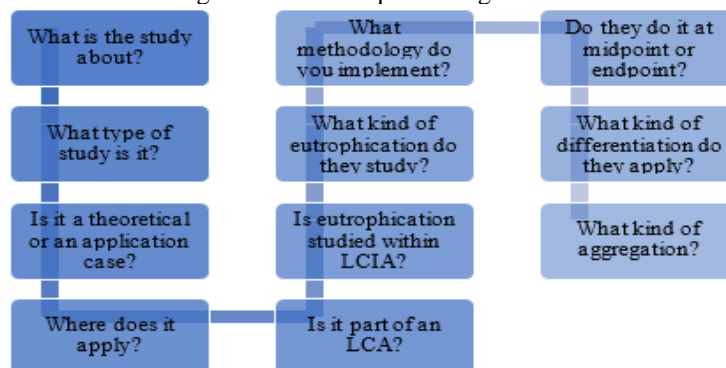 What is the study
about?
What type of
study is it?
Is it a theoretical
or an application
case?
Where does it
apply?
Is it part of an
LCA?
Is eutrophication
studied within
LCIA?
What kind of
eutrophication do
they study?
What
methodology do
you implement?
Do they do it at
midpoint or
endpoint?
What kind of
differentiation do
they apply?
What kind of
aggregation?